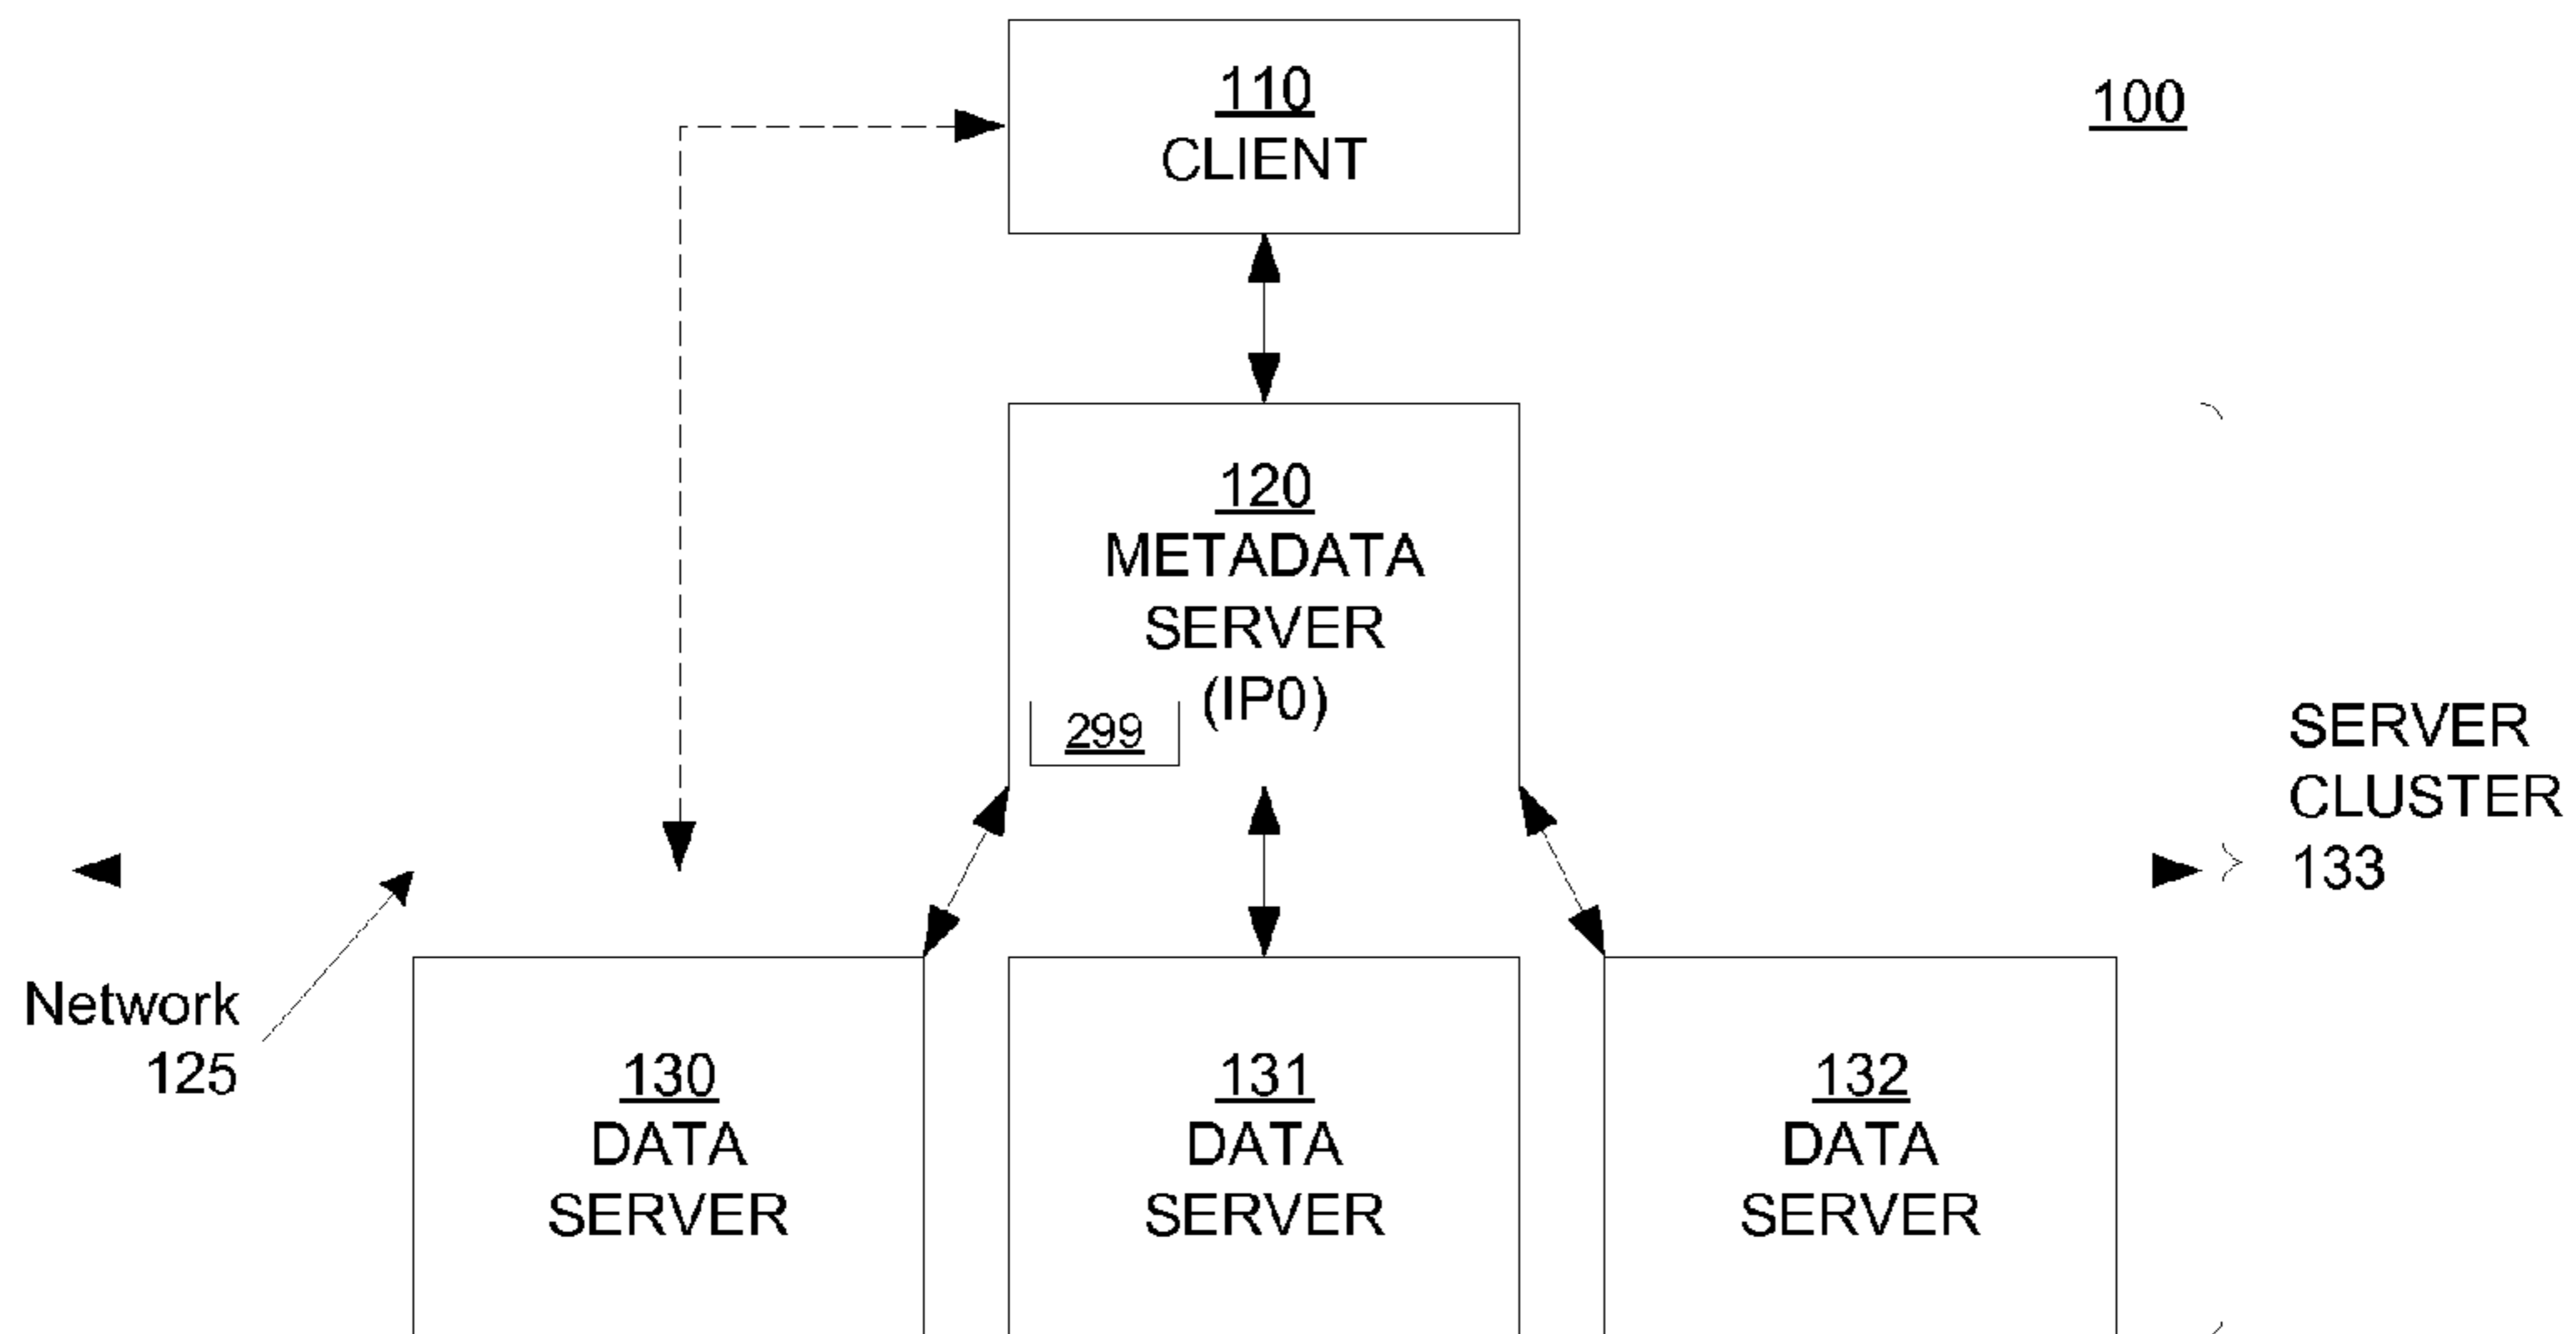 110
CLIENT
100
120
METADATA
SERVER
(IP0)
299
SERVER
CLUSTER
133
Network
125
130
DATA
SERVER
131
DATA
SERVER
132
DATA
SERVER